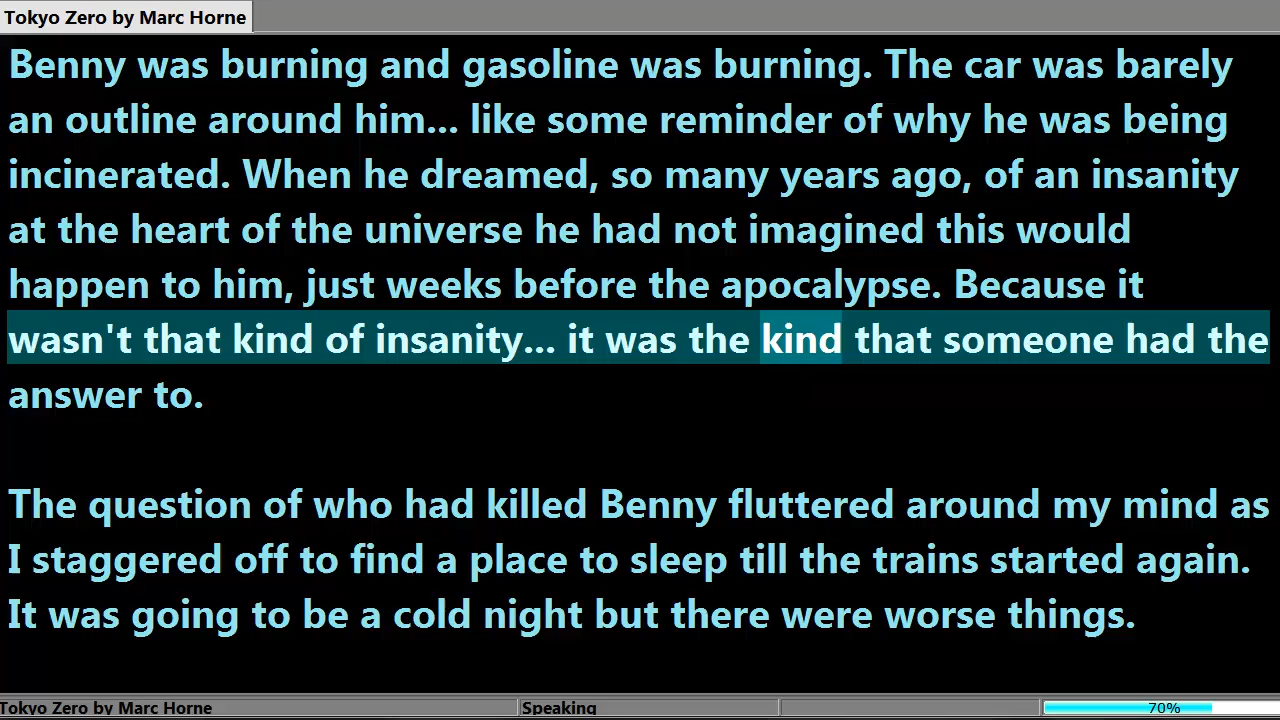 Tokyo Zero by Marc Horne
Benny was burning and gasoline was burning. The car was barely
an outline around him... like some reminder of why he was being
incinerated. When he dreamed, so many years ago, of an insanity
at the heart of the universe he had not imagined this would
happen to him, just weeks before the apocalypse. Because it
wasn't that kind of insanity... it was the kind that someone had the
answer to.
The question of who had killed Benny fluttered around my mind as
I staggered off to find a place to sleep till the trains started again.
It was going to be a cold night but there were worse things.
Tokyo Zero by Marc Horne Speaking 70%